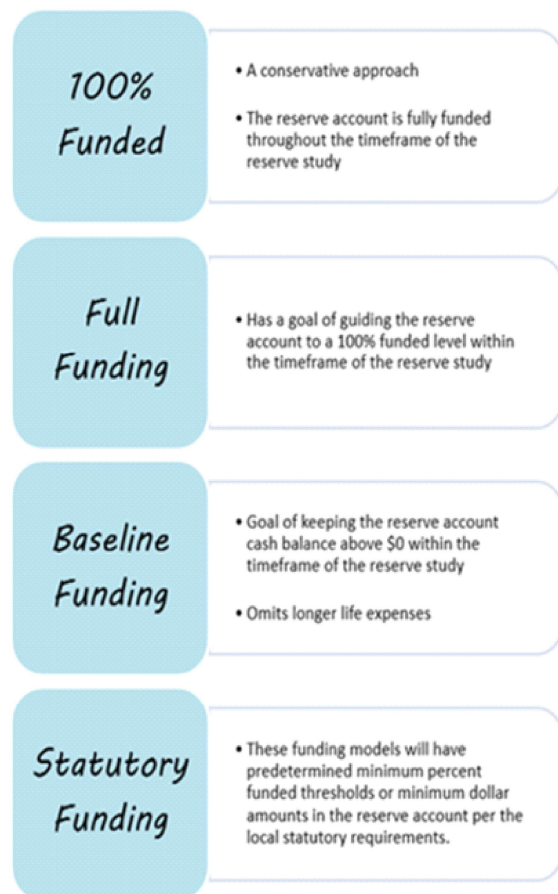 100%
Funded
• A conservative approach
• The reserve account is fully funded
throughout the timeframe of the
reserve study
Full
Funding
• Has a goal of guiding the reserve
account to a 100% funded level within
the timeframe of the reserve study
Baseline
Funding
• Goal of keeping the reserve account
cash balance above $0 within the
timeframe of the reserve study
• Omits longer life expenses
Statutory
Funding
• These funding models will have
predetermined minimum percent
funded thresholds or minimum dollar
amounts in the reserve account per the
local statutory requirements.